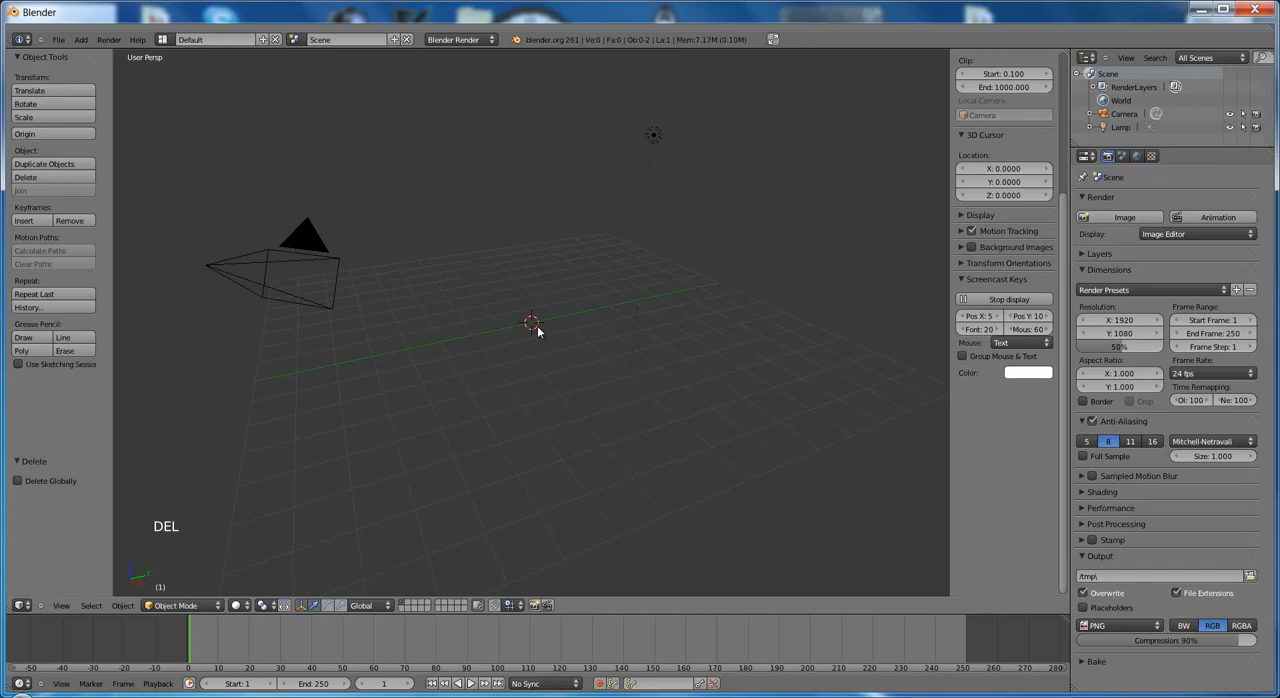 Blender
File Add Render Help Default Scene Blender Render blender.org 261 | Ve:0 | Fa:0 | Ob:0-2 | La:1 | Mem:7.17M (0.10M)
Object Tools
Transform:
Translate
Rotate
Scale
Origin
Object:
Duplicate Objects
Delete
Join
Keyframes:
Insert Remove
Motion Paths:
Calculate Paths
Clear Paths
Repeat:
Repeat Last
History...
Grease Pencil:
Draw Line
Poly Erase
Use Sketching Sessio
Delete
Delete Globally
User Persp
DEL
(1)
View Select Object Object Mode Global
Clip:
Start: 0.100
End: 1000.000
Local Camera:
Camera
3D Cursor
Location:
X: 0.0000
Y: 0.0000
Z: 0.0000
Display
Motion Tracking
Background Images
Transform Orientations
Screencast Keys
Stop display
Pos X: 5 Pos Y: 10
Font: 20 Mous: 60
Mouse: Text
Group Mouse & Text
Color:
View Search All Scenes
Scene
RenderLayers
World
Camera
Lamp
Scene
Render
Image Animation
Display: Image Editor
Layers
Dimensions
Render Presets
Resolution: Frame Range:
X: 1920 Start Frame: 1
Y: 1080 End Frame: 250
50% Frame Step: 1
Aspect Ratio: Frame Rate:
X: 1.000 24 fps
Y: 1.000 Time Remapping:
Border Crop Ol: 100 Ne: 100
Anti-Aliasing
5 8 11 16 Mitchell-Netravali
Full Sample Size: 1.000
Sampled Motion Blur
Shading
Performance
Post Processing
Stamp
Output
/tmp\
Overwrite File Extensions
Placeholders
PNG BW RGB RGBA
Compression: 90%
Bake
-50 -40 -30 -20 -10 0 10 20 30 40 50 60 70 80 90 100 110 120 130 140 150 160 170 180 190 200 210 220 230 240 250 260 270 280
View Marker Frame Playback Start: 1 End: 250 1 No Sync